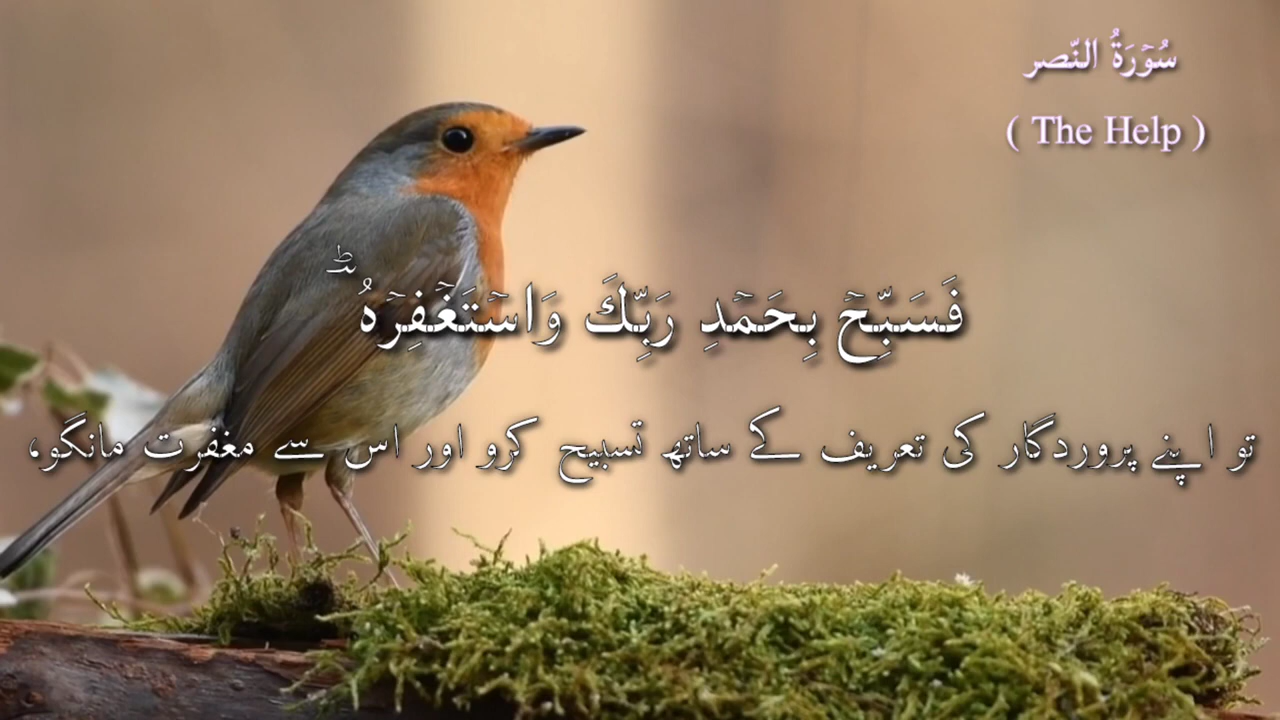 سُوۡرَةُ النّصر
( The Help )
فَسَبِّحۡ بِحَمۡدِ رَبِّكَ وَاسۡتَغۡفِرۡهُ ؕ
تو اپنے پروردگار کی تعریف کے ساتھ تسبیح کرو اور اس سے مغفرت مانگو،